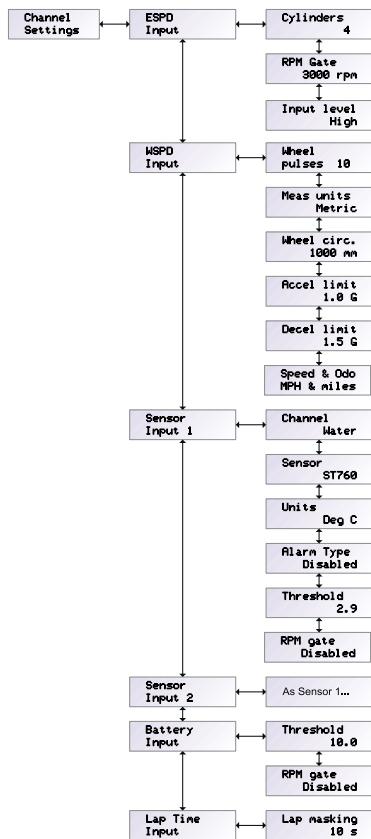 Channel
Settings
ESPD
Input
Cylinders
4
RPM Gate
3000 rpm
Input level
High
WSPD
Input
Wheel
pulses 10
Meas units
Metric
Wheel circ.
1000 mm
Accel limit
1.0 G
Decel limit
1.5 G
Speed & Odo
MPH & miles
Sensor
Input 1
Channel
Water
Sensor
ST760
Units
Deg C
Alarm Type
Disabled
Threshold
2.9
RPM gate
Disabled
Sensor
Input 2
As Sensor 1...
Battery
Input
Threshold
10.0
RPM gate
Disabled
Lap Time
Input
Lap masking
10 s